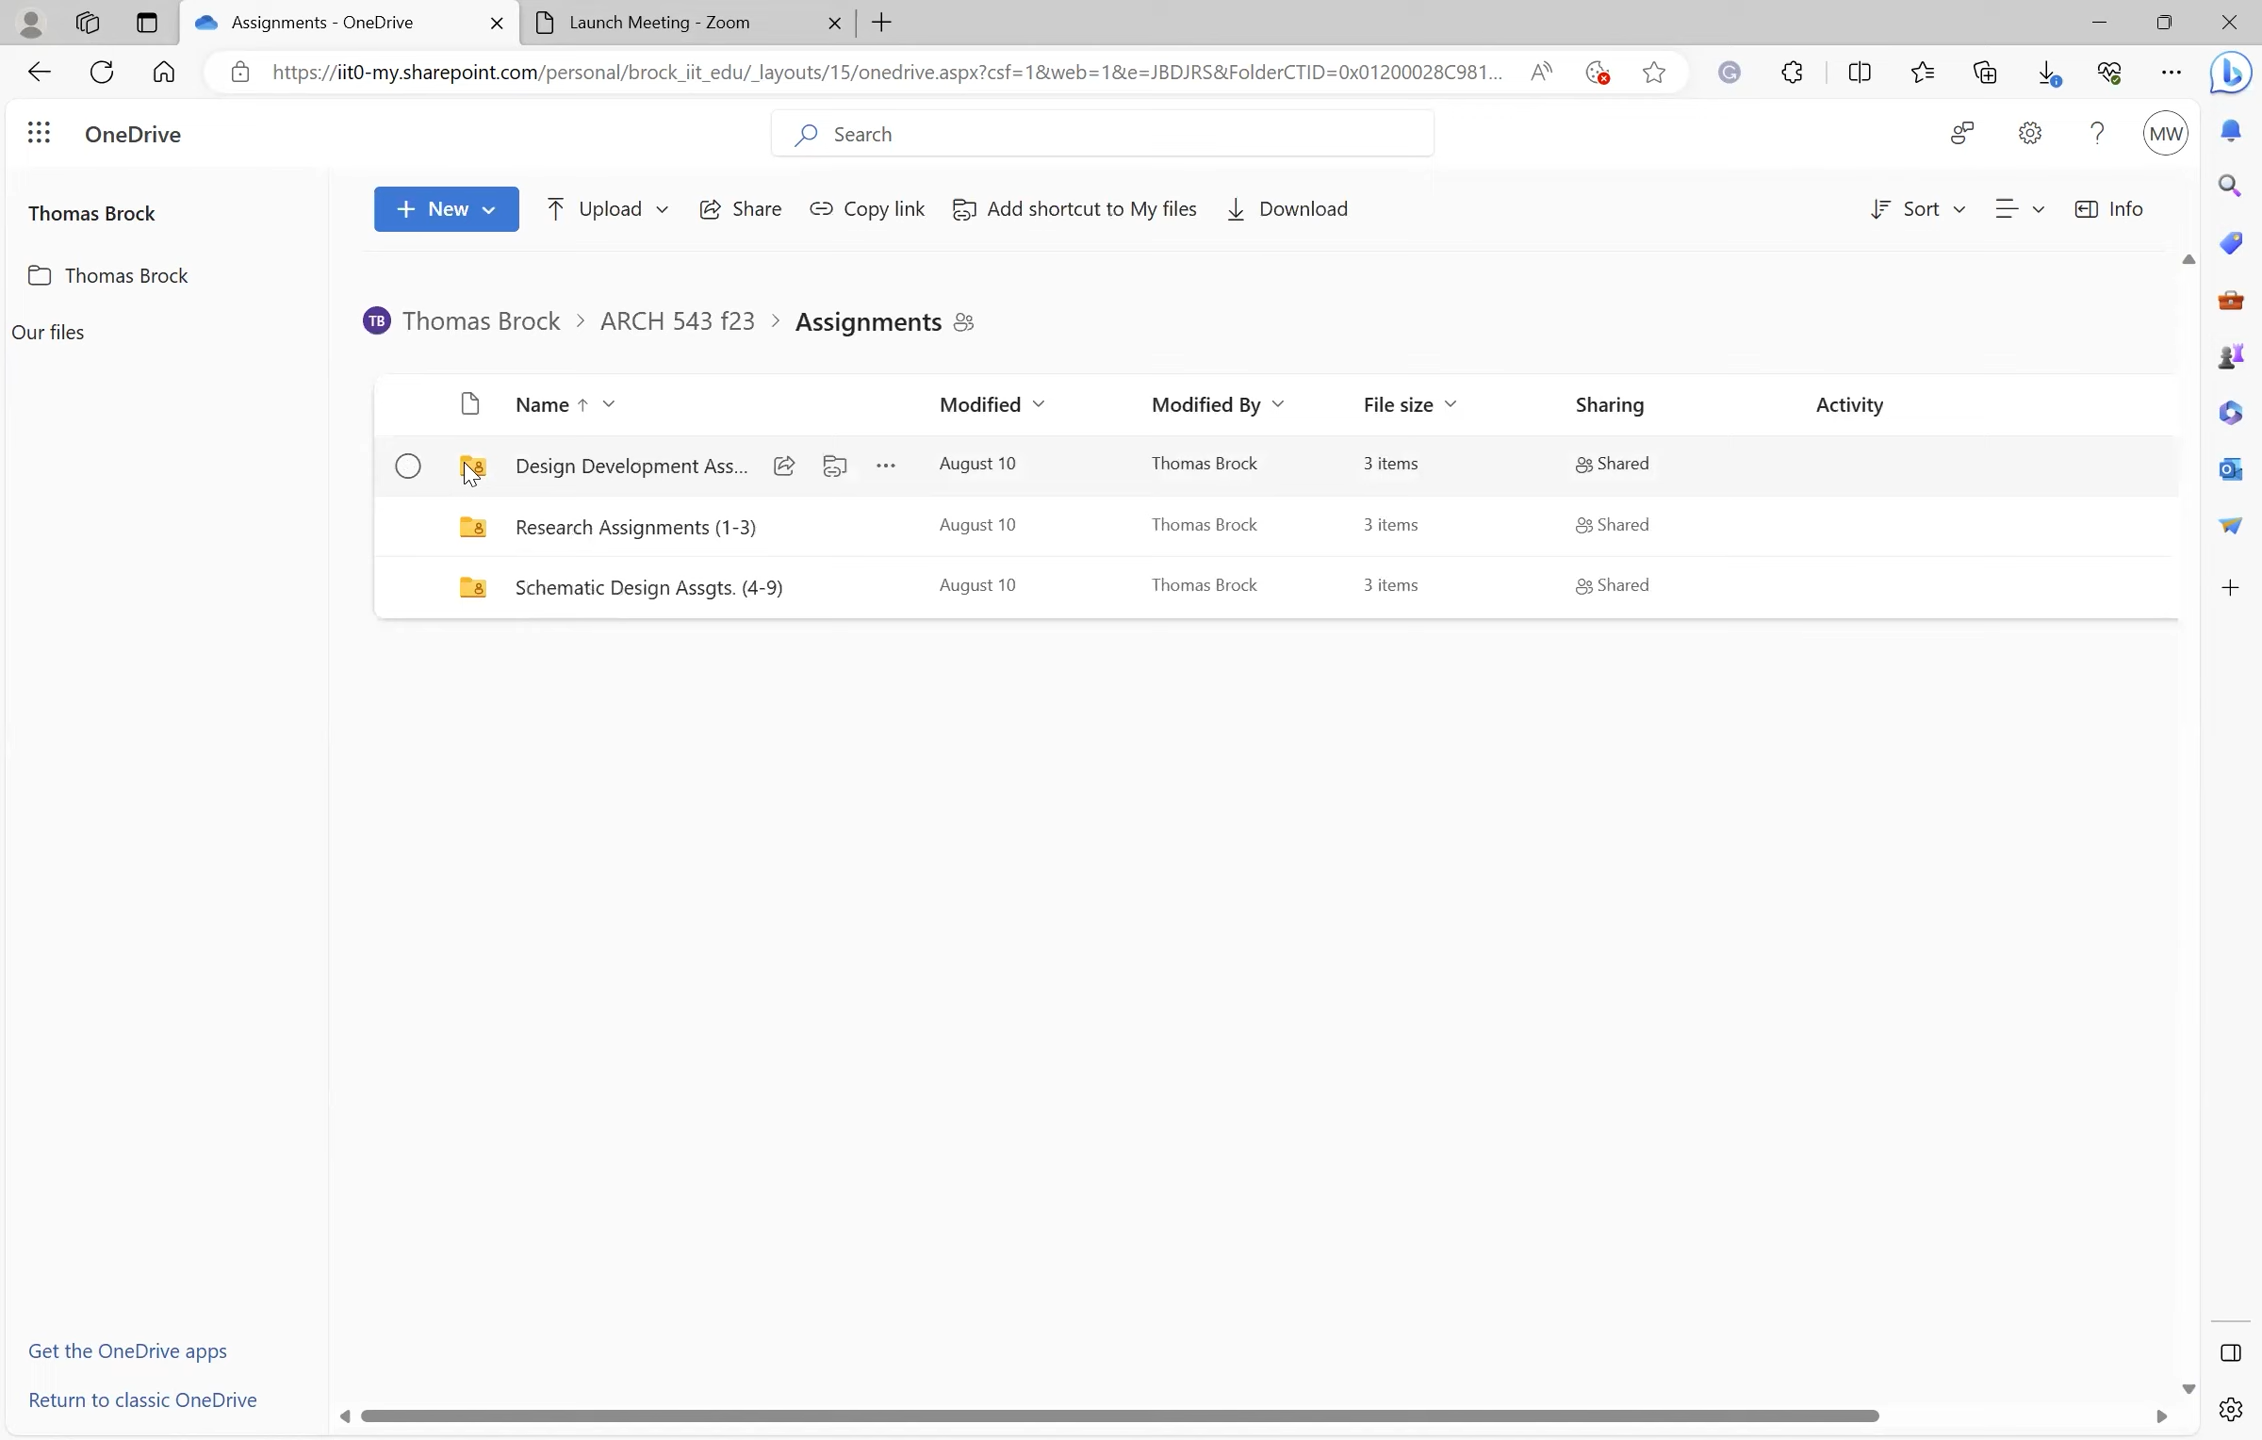 Assignments - OneDrive
Launch Meeting - Zoom
https://iit0-my.sharepoint.com/personal/brock_iit_edu/_layouts/15/onedrive.aspx?csf=1&web=1&e=JBDJRS&FolderCTID=0x01200028C981...
OneDrive
Search
MW
Thomas Brock
Thomas Brock
Our files
New
Upload
Share
Copy link
Add shortcut to My files
Download
Sort
Info
TB Thomas Brock > ARCH 543 f23 > Assignments
Name Modified Modified By File size Sharing Activity
Design Development Ass... August 10 Thomas Brock 3 items Shared
Research Assignments (1-3) August 10 Thomas Brock 3 items Shared
Schematic Design Assgts. (4-9) August 10 Thomas Brock 3 items Shared
Get the OneDrive apps
Return to classic OneDrive